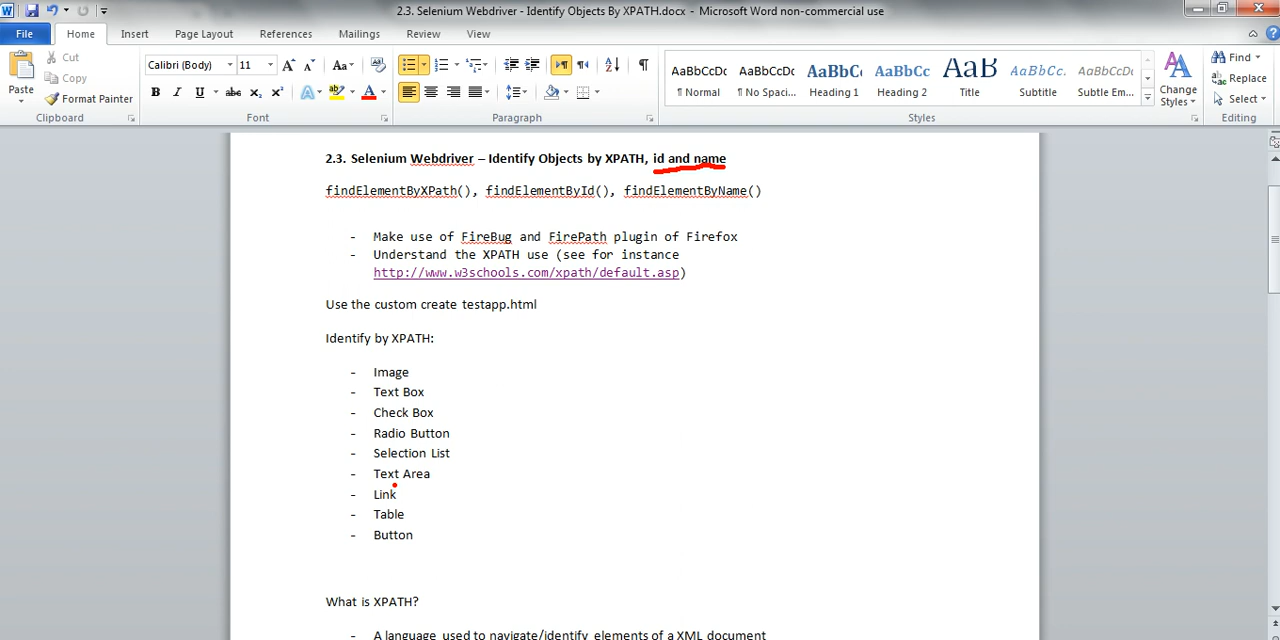 2.3. Selenium Webdriver - Identify Objects By XPATH.docx - Microsoft Word non-commercial use
File Home Insert Page Layout References Mailings Review View
Cut
Copy
Format Painter
Paste
Clipboard
Calibri (Body) 11
Font
Paragraph
AaBbCcDc AaBbCcDc AaBbC AaBbCc AaB AaBbCc. AaBbCcDc
¶ Normal ¶ No Spaci... Heading 1 Heading 2 Title Subtitle Subtle Em...
Change Styles
Styles
Find
Replace
Select
Editing
2.3. Selenium Webdriver – Identify Objects by XPATH, id and name
findElementByXPath(), findElementById(), findElementByName()
- Make use of FireBug and FirePath plugin of Firefox
- Understand the XPATH use (see for instance
http://www.w3schools.com/xpath/default.asp)
Use the custom create testapp.html
Identify by XPATH:
- Image
- Text Box
- Check Box
- Radio Button
- Selection List
- Text Area
- Link
- Table
- Button
What is XPATH?
- A language used to navigate/identify elements of a XML document